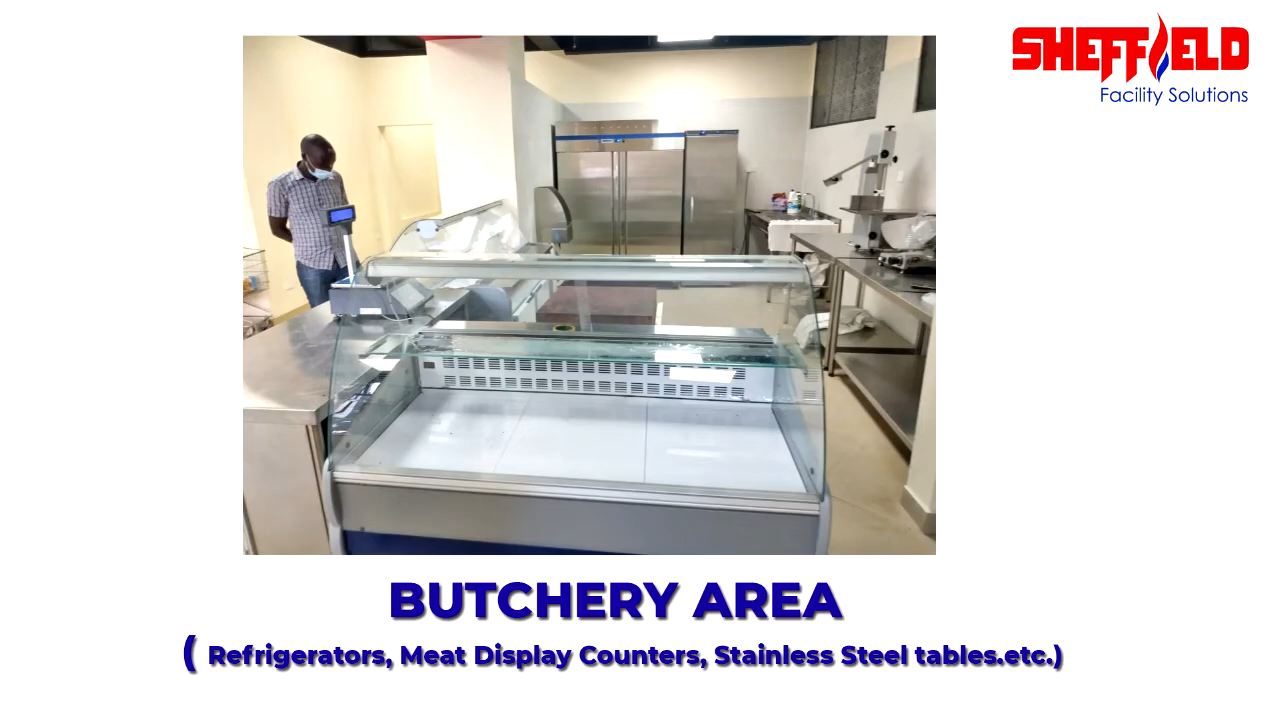 SHEFFIELD
Facility Solutions
BUTCHERY AREA
( Refrigerators, Meat Display Counters, Stainless Steel tables.etc.)